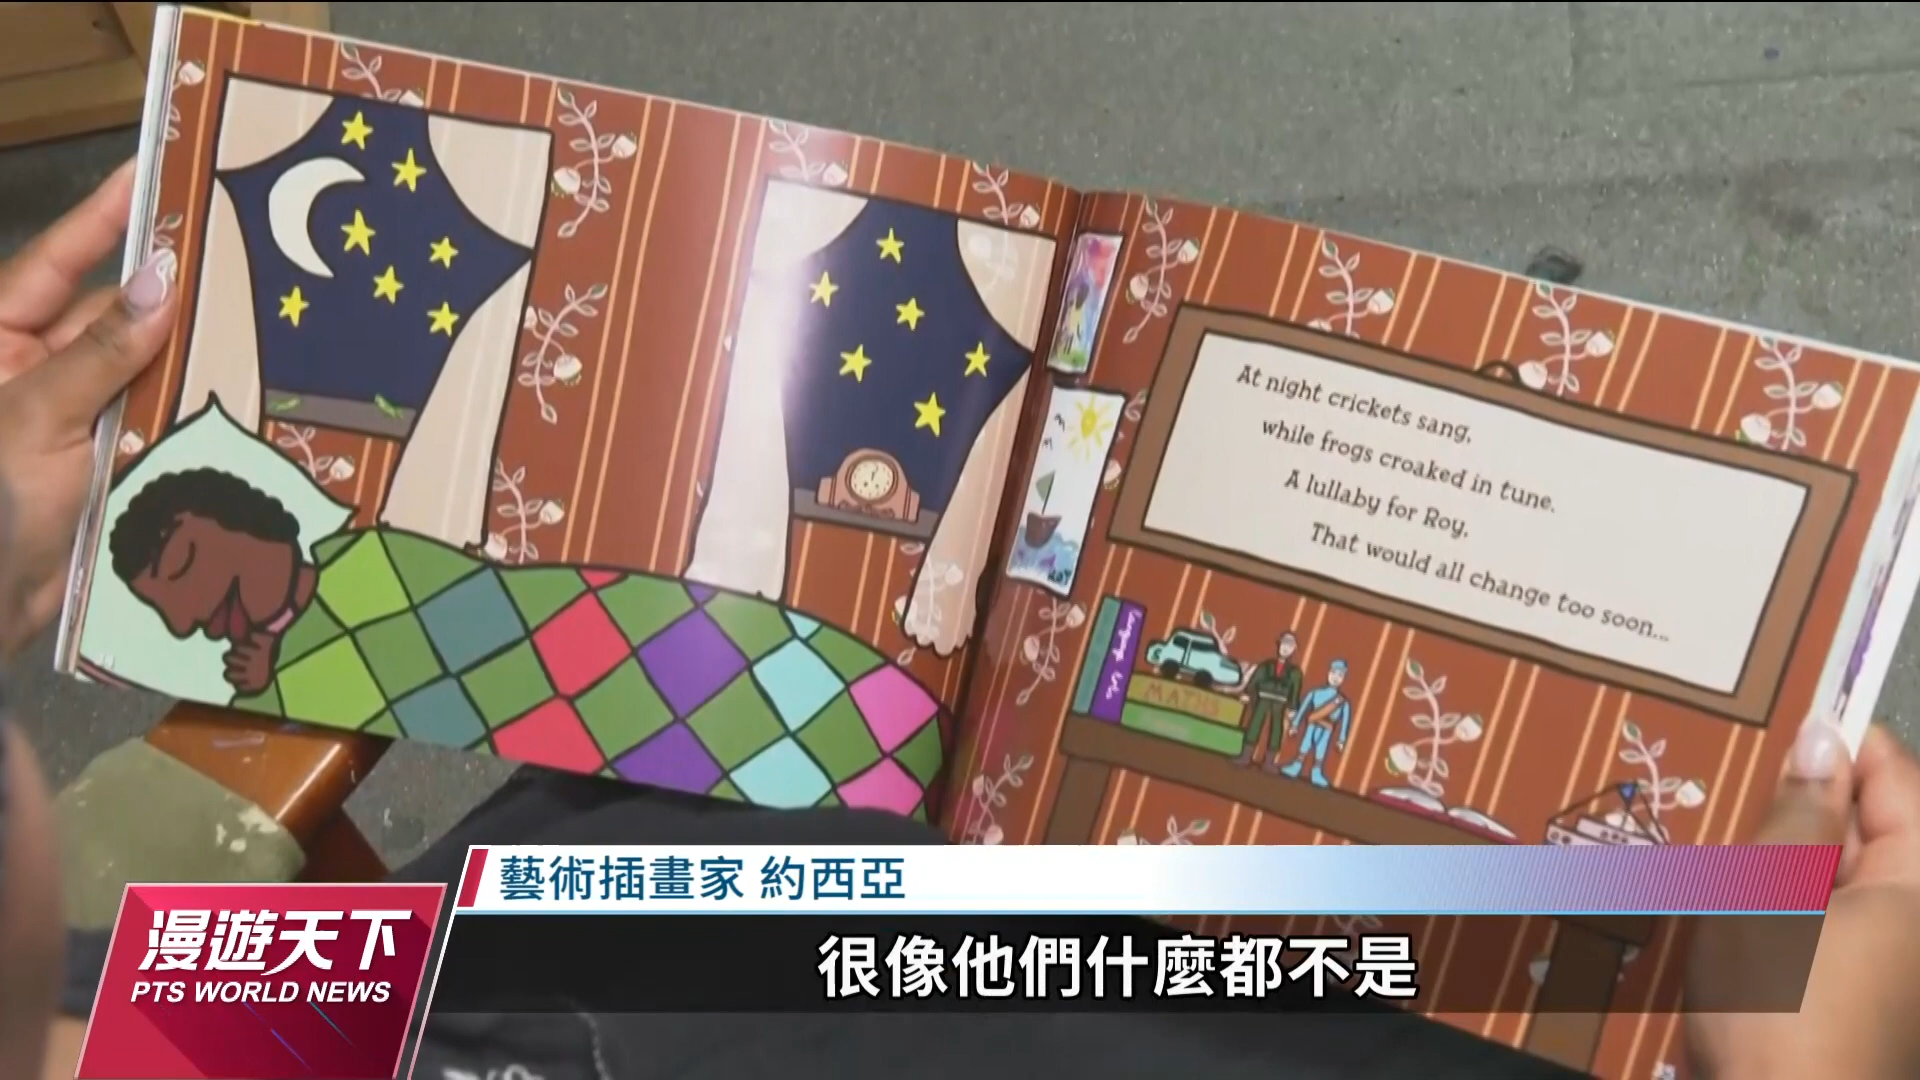 At night crickets sang,
while frogs croaked in tune.
A lullaby for Roy,
That would all change too soon...
ROY
MATHS
藝術插畫家 約西亞
很像他們什麼都不是
漫遊天下
PTS WORLD NEWS